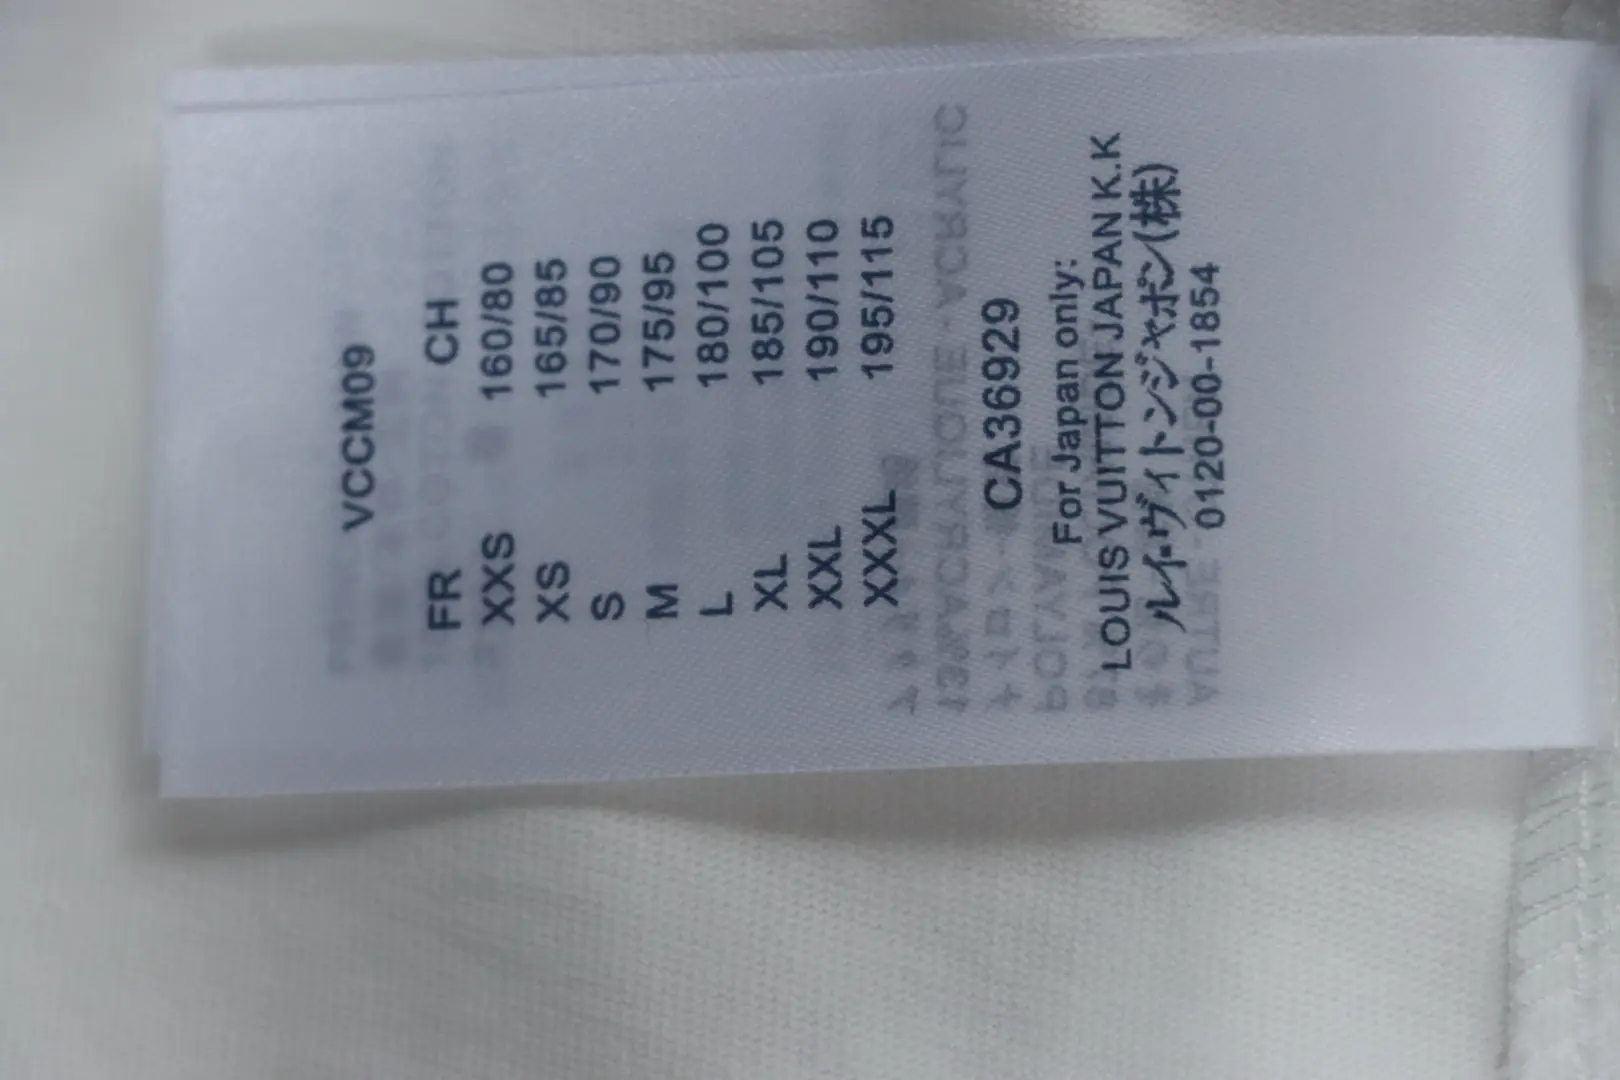 VCCM09
FR CH
XXS 160/80
XS 165/85
S 170/90
M 175/95
L 180/100
XL 185/105
XXL 190/110
XXXL 195/115
CA36929
For Japan only:
LOUIS VUITTON JAPAN K.K
ルイ・ヴィトンジャポン(株)
0120-00-1854